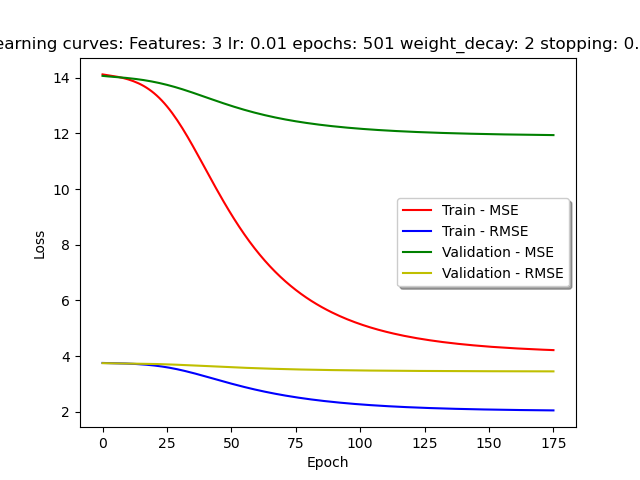 earning curves: Features: 3 lr: 0.01 epochs: 501 weight_decay: 2 stopping: 0.
14
12
10
8
6
4
2
Loss
Train - MSE
Train - RMSE
Validation - MSE
Validation - RMSE
0 25 50 75 100 125 150 175
Epoch